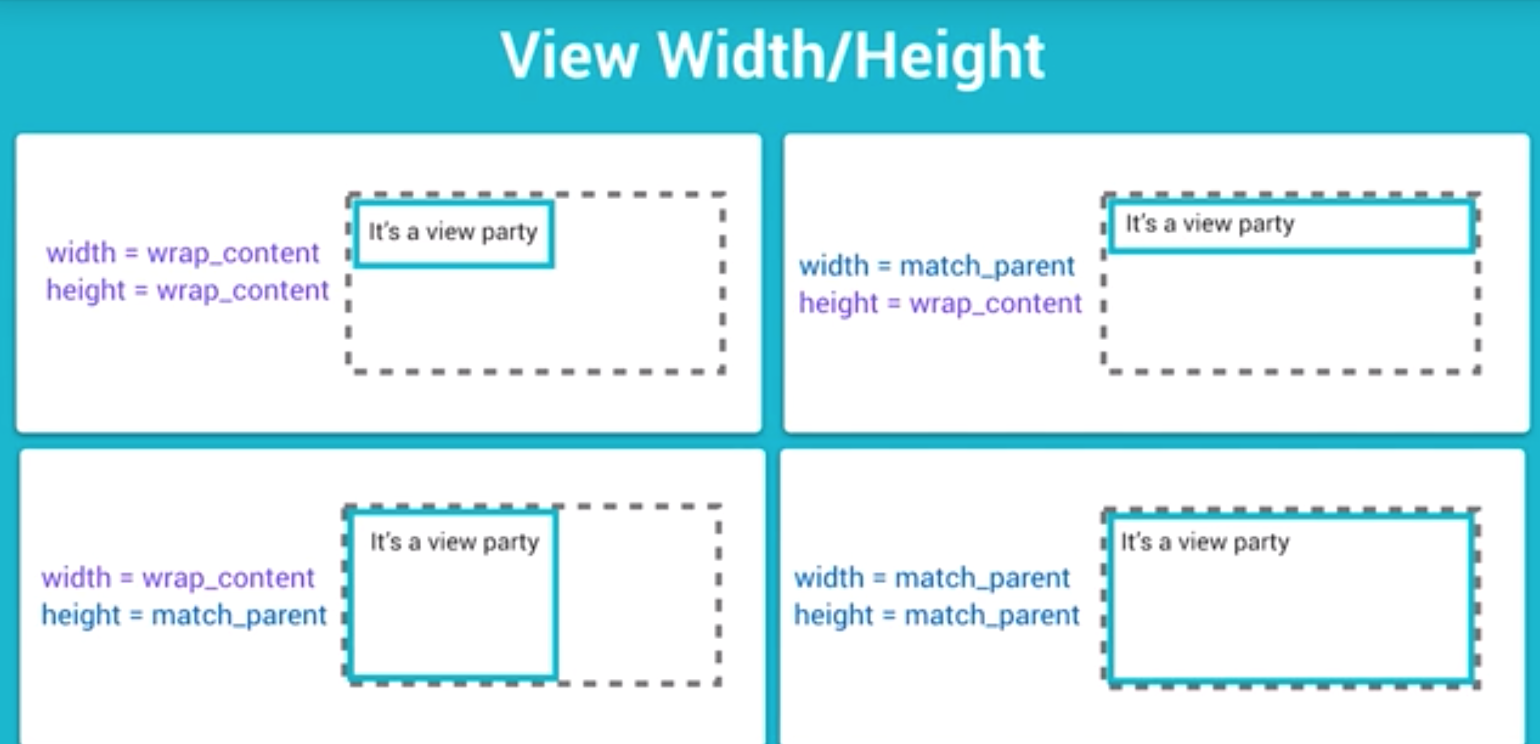 View Width/Height
It's a view party
width = wrap_content
height = wrap_content
It's a view party
width = match_parent
height = wrap_content
It's a view party
width = wrap_content
height = match_parent
It's a view party
width = match_parent
height = match_parent